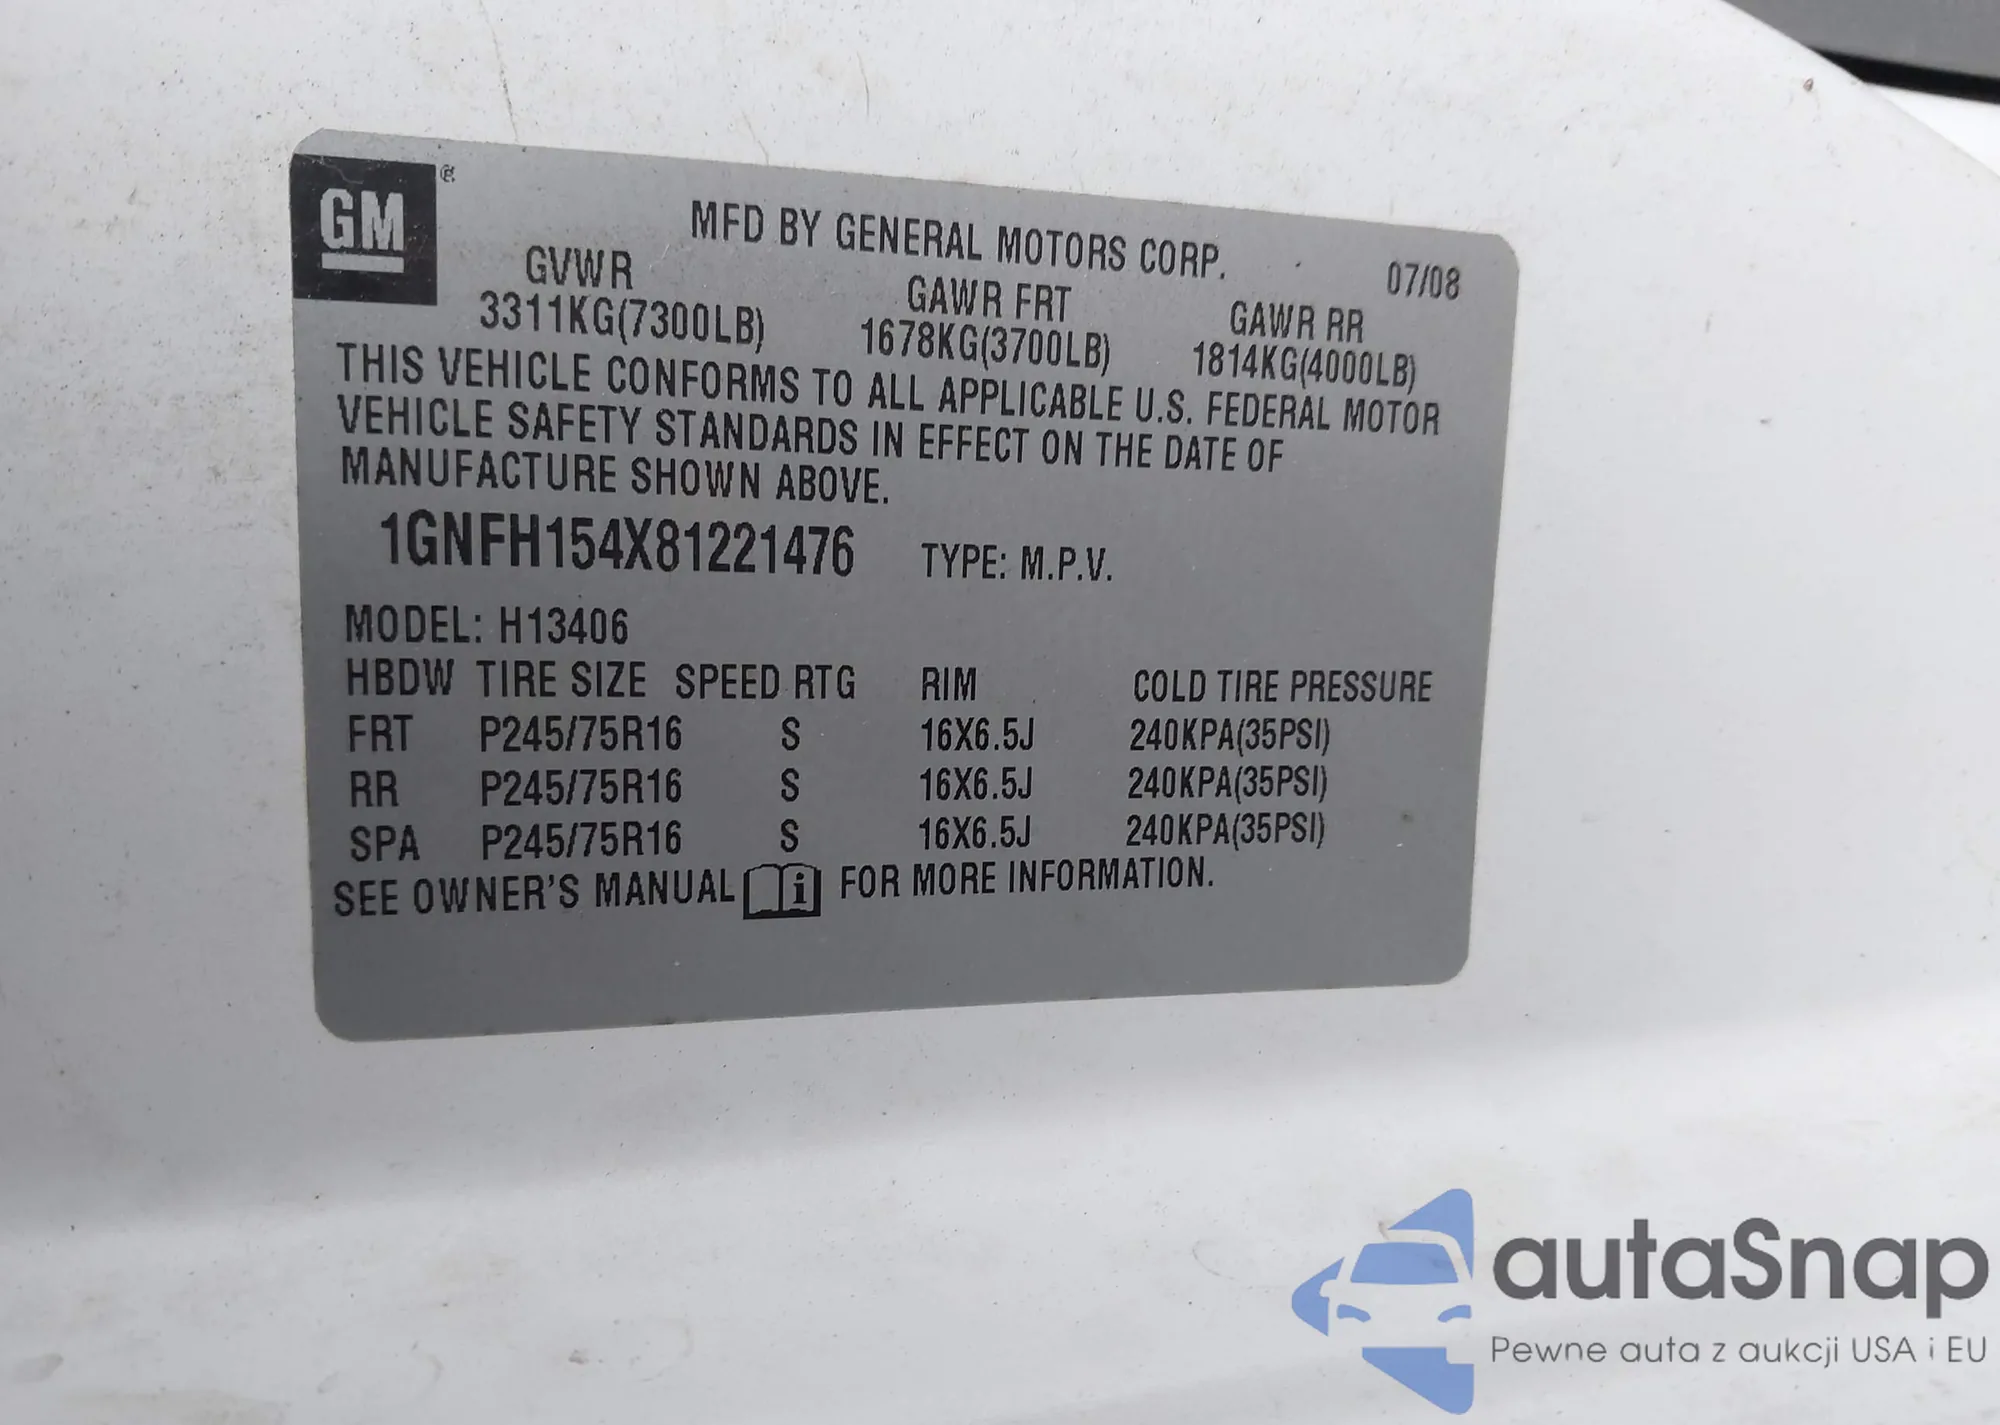 GM®
MFD BY GENERAL MOTORS CORP. 07/08
GVWR GAWR FRT GAWR RR
3311KG(7300LB) 1678KG(3700LB) 1814KG(4000LB)
THIS VEHICLE CONFORMS TO ALL APPLICABLE U.S. FEDERAL MOTOR
VEHICLE SAFETY STANDARDS IN EFFECT ON THE DATE OF
MANUFACTURE SHOWN ABOVE.
1GNFH154X81221476 TYPE: M.P.V.
MODEL: H13406
HBDW TIRE SIZE SPEED RTG RIM COLD TIRE PRESSURE
FRT P245/75R16 S 16X6.5J 240KPA(35PSI)
RR P245/75R16 S 16X6.5J 240KPA(35PSI)
SPA P245/75R16 S 16X6.5J 240KPA(35PSI)
SEE OWNER'S MANUAL i FOR MORE INFORMATION.
autaSnap
Pewne auta z aukcji USA i EU